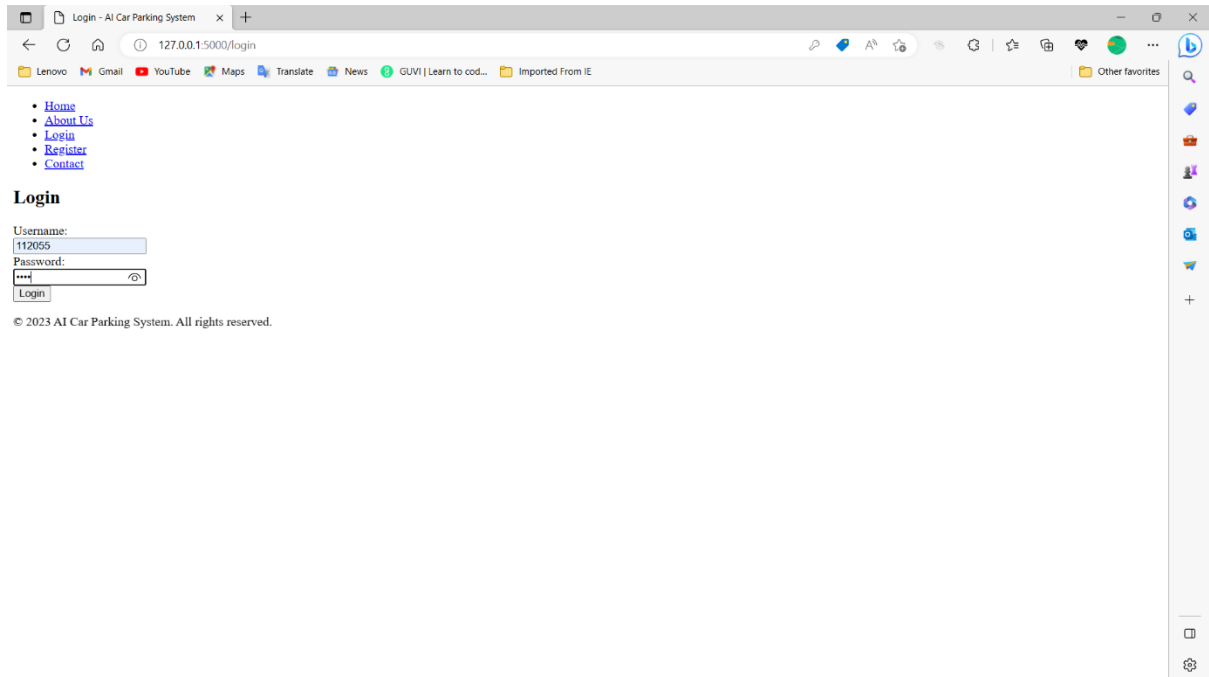 Login - AI Car Parking System
127.0.0.1:5000/login
Lenovo Gmail YouTube Maps Translate News GUVI | Learn to cod... Imported From IE Other favorites
Home
About Us
Login
Register
Contact
Login
Username:
112055
Password:
••••
Login
© 2023 AI Car Parking System. All rights reserved.